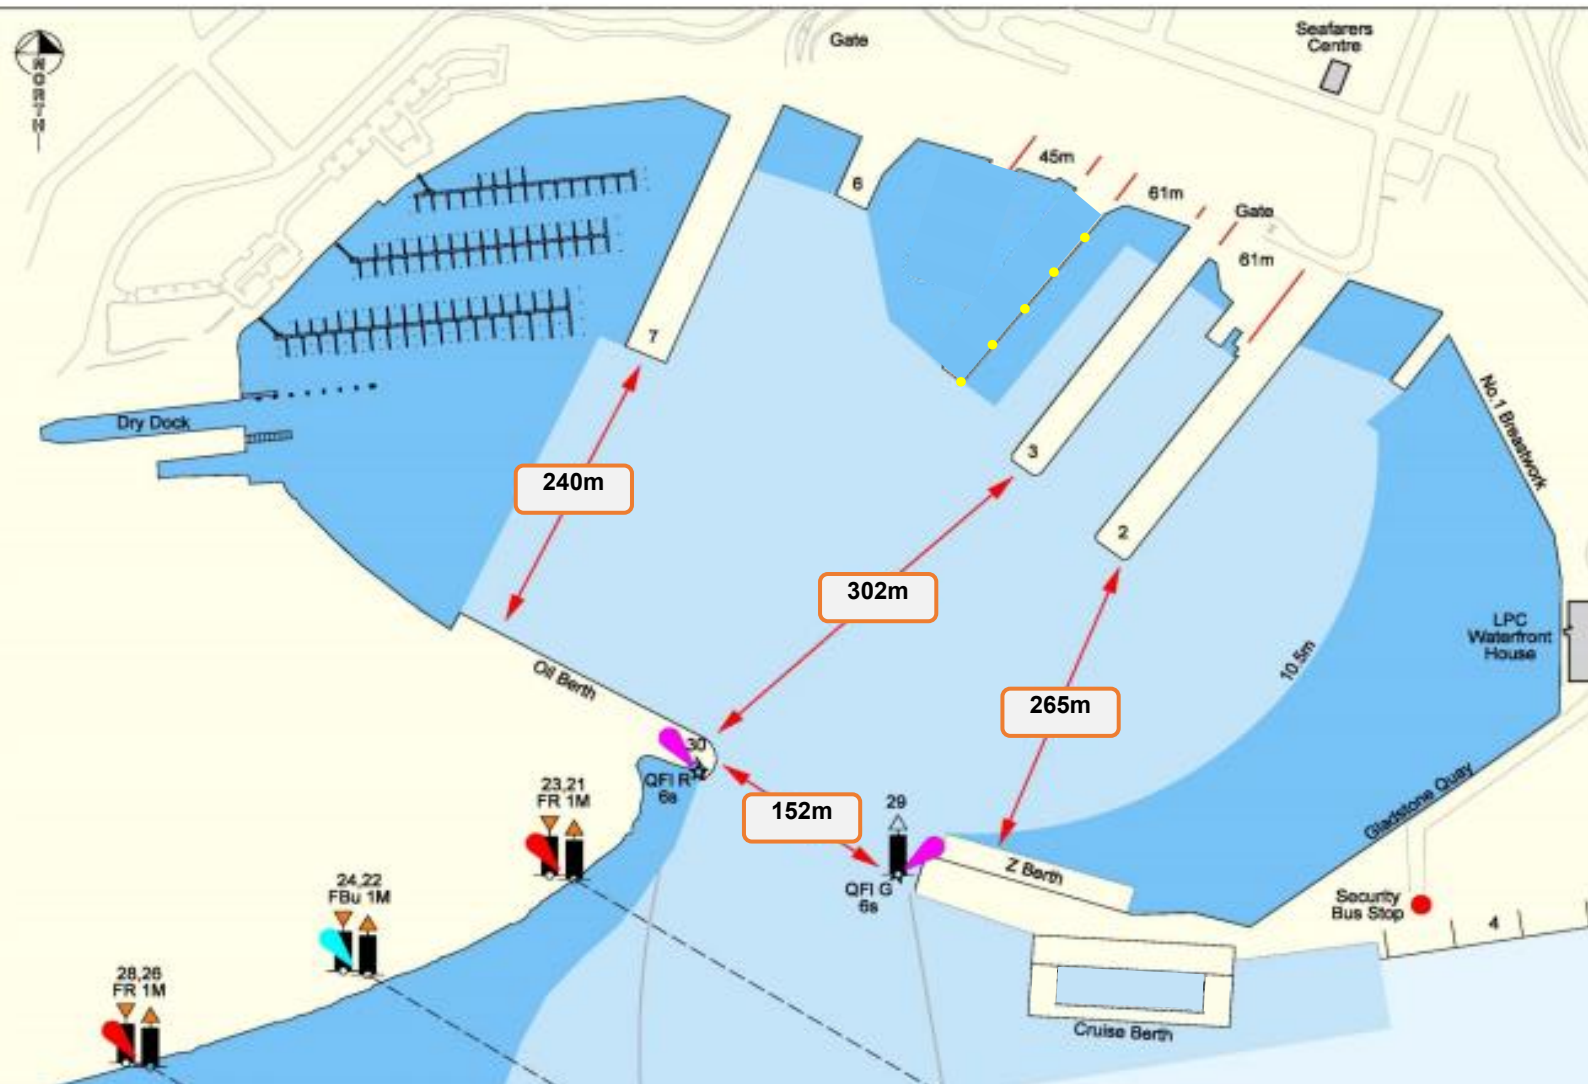 NORTH
Gate
Seafarers
Centre
45m
61m
6
Gate
61m
7
No.1 Breastwork
Dry Dock
3
240m
2
302m
LPC
Waterfront
House
10.5m
Oil Berth
265m
30
QFl R
6s
23,21
FR 1M
152m
29
Gladstone Quay
Z Berth
24,22
FBu 1M
QFl G
6s
Security
Bus Stop
4
28,26
FR 1M
Cruise Berth